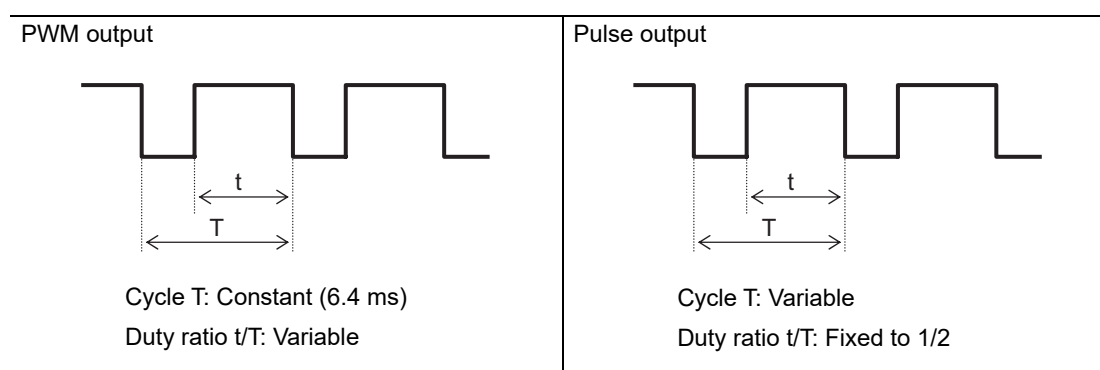 PWM output
t
T
Cycle T: Constant (6.4 ms)
Duty ratio t/T: Variable
Pulse output
t
T
Cycle T: Variable
Duty ratio t/T: Fixed to 1/2